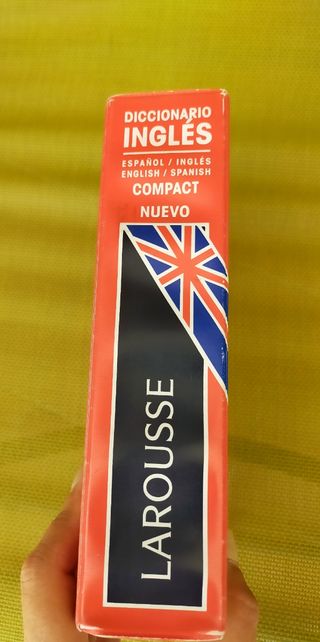 DICCIONARIO
INGLÉS
ESPAÑOL / INGLÉS
ENGLISH / SPANISH
COMPACT
NUEVO
LAROUSSE